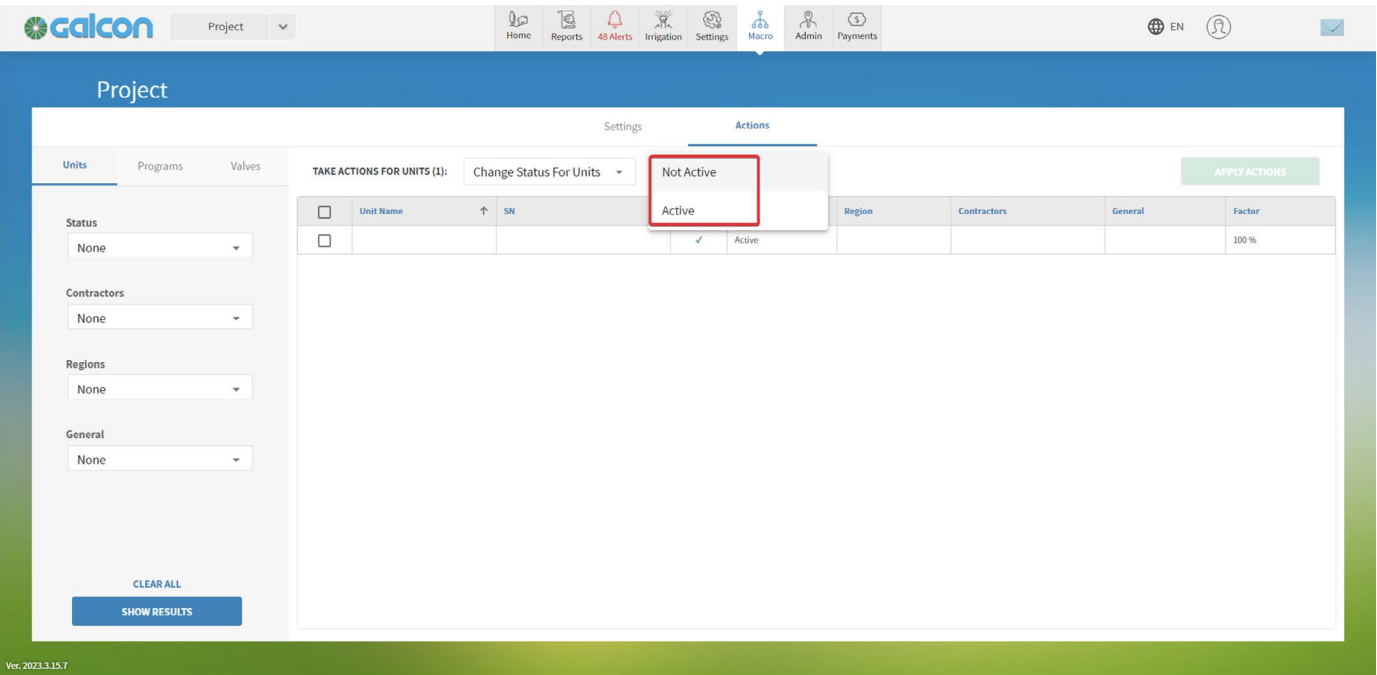 Galcon
Project
Home
Reports
48 Alerts
Irrigation
Settings
Macro
Admin
Payments
EN
Project
Settings
Actions
Units
Programs
Valves
TAKE ACTIONS FOR UNITS (1):
Change Status For Units
Not Active
Active
APPLY ACTIONS
Status
None
Contractors
None
Regions
None
General
None
CLEAR ALL
SHOW RESULTS
Unit Name
SN
Region
Contractors
General
Factor
Active
100 %
Ver. 2023.3.15.7